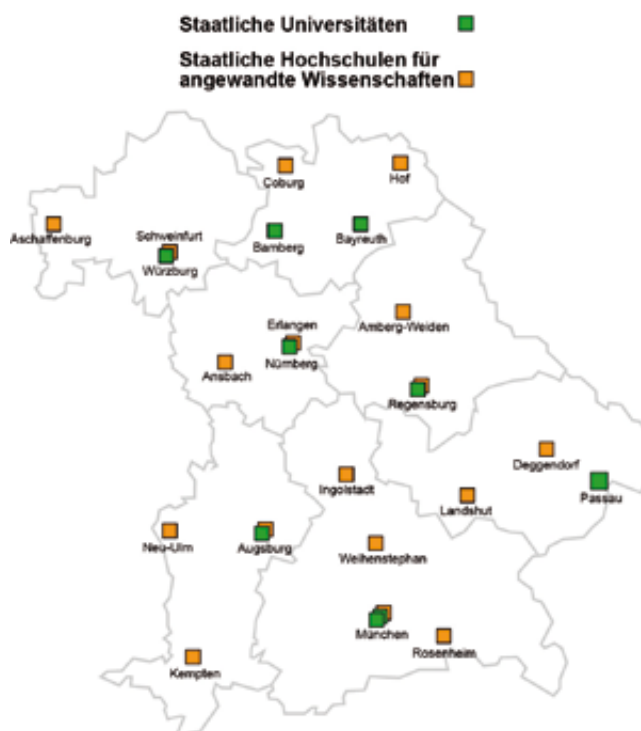 Staatliche Universitäten
Staatliche Hochschulen für
angewandte Wissenschaften
Coburg
Hof
Aschaffenburg
Schweinfurt
Würzburg
Bamberg
Bayreuth
Erlangen
Nürnberg
Ansbach
Amberg-Weiden
Regensburg
Deggendorf
Passau
Ingolstadt
Landshut
Neu-Ulm
Augsburg
Weihenstephan
München
Rosenheim
Kempten